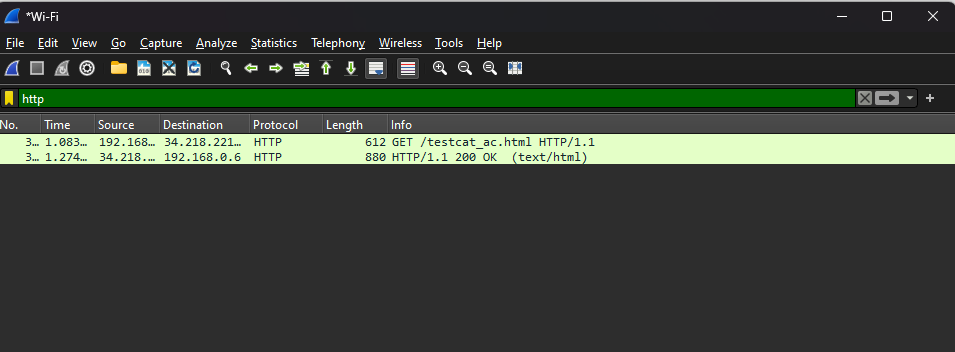 *Wi-Fi
File Edit View Go Capture Analyze Statistics Telephony Wireless Tools Help
http
No. Time Source Destination Protocol Length Info
3… 1.083… 192.168… 34.218.221… HTTP 612 GET /testcat_ac.html HTTP/1.1
3… 1.274… 34.218.… 192.168.0.6 HTTP 880 HTTP/1.1 200 OK (text/html)